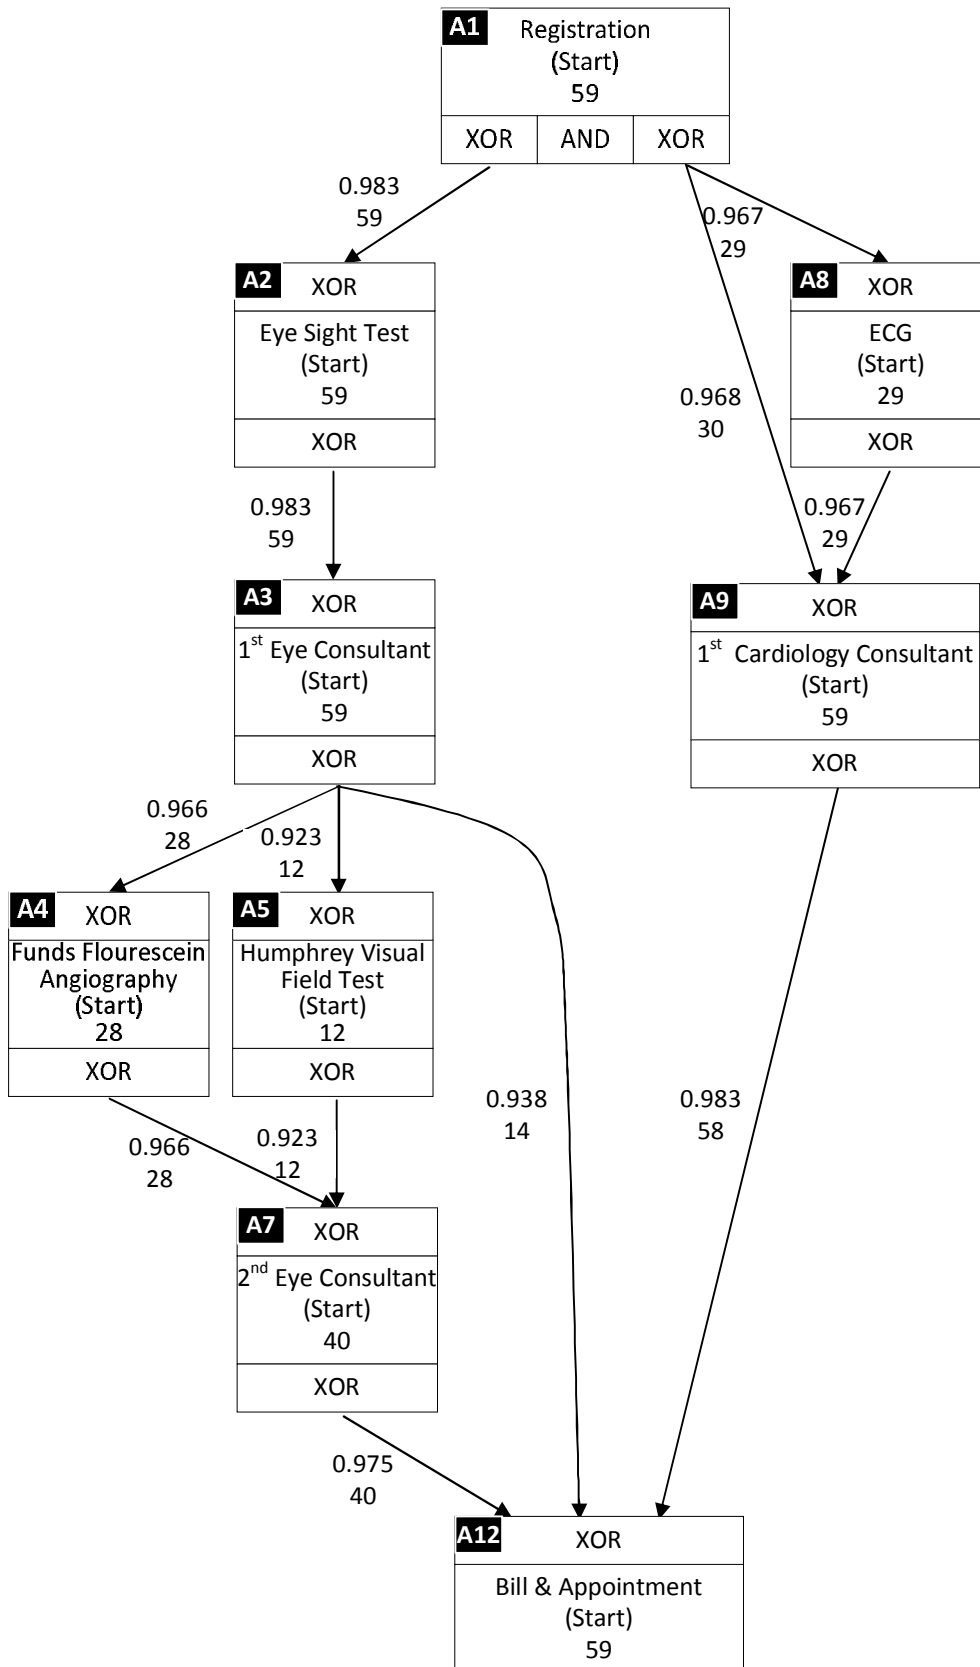 A1
Registration
(Start)
59
XOR AND XOR
0.983
59
0.967
29
A2
XOR
Eye Sight Test
(Start)
59
XOR
A8
XOR
ECG
(Start)
29
XOR
0.968
30
0.983
59
0.967
29
A3
XOR
1st Eye Consultant
(Start)
59
XOR
A9
XOR
1st Cardiology Consultant
(Start)
59
XOR
0.966
28
0.923
12
A4
XOR
Funds Flourescein
Angiography
(Start)
28
XOR
A5
XOR
Humphrey Visual
Field Test
(Start)
12
XOR
0.938
14
0.983
58
0.966
28
0.923
12
A7
XOR
2nd Eye Consultant
(Start)
40
XOR
0.975
40
A12
XOR
Bill & Appointment
(Start)
59